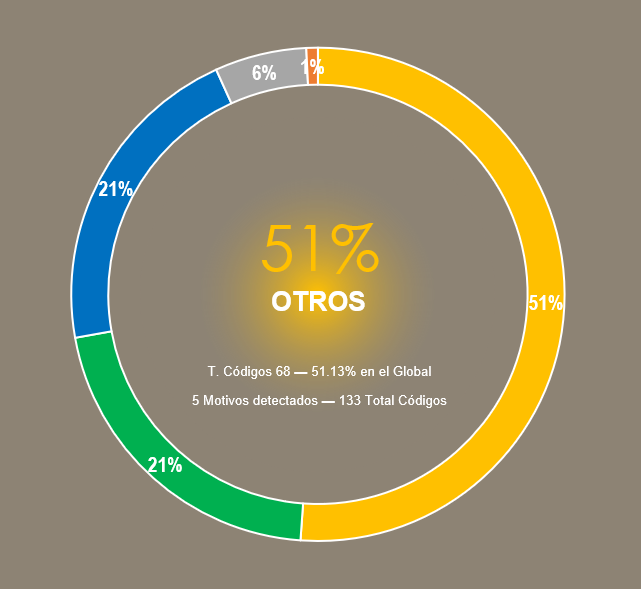 6%
1%
21%
51%
OTROS
51%
T. Códigos 68 — 51.13% en el Global
5 Motivos detectados — 133 Total Códigos
21%